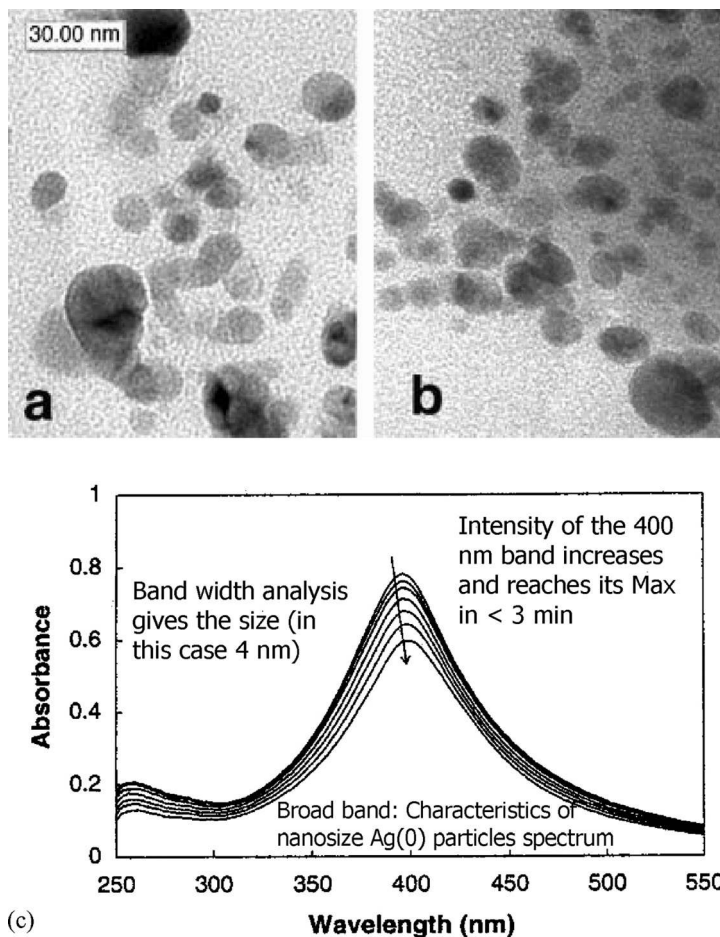 30.00 nm
a
b
1
0.8
0.6
0.4
0.2
0
Absorbance
Band width analysis
gives the size (in
this case 4 nm)
Intensity of the 400
nm band increases
and reaches its Max
in < 3 min
Broad band: Characteristics of
nanosize Ag(0) particles spectrum
250 300 350 400 450 500 550
Wavelength (nm)
(c)